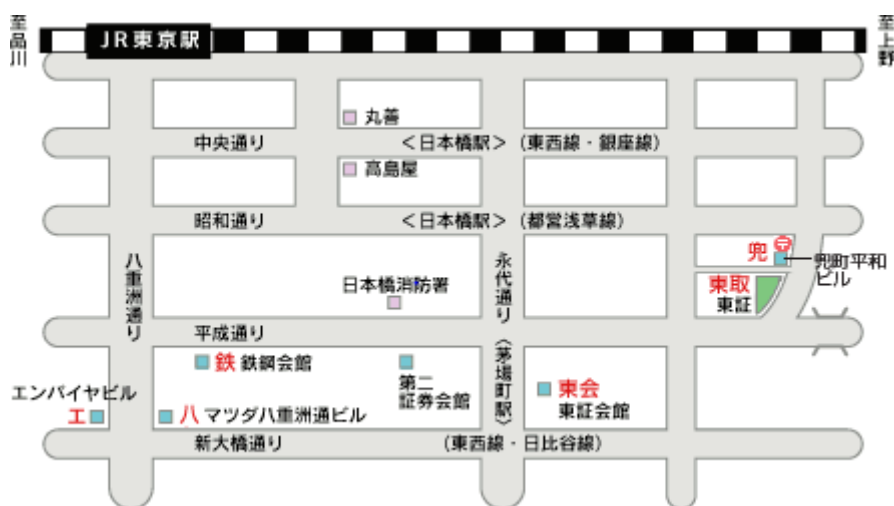 至品川
JR東京駅
至上野
丸善
中央通り
＜日本橋駅＞
(東西線・銀座線)
高島屋
昭和通り
＜日本橋駅＞
(都営浅草線)
八重洲通り
永代通り
兜
〒
兜町平和
ビル
東取
東証
日本橋消防署
平成通り
＜茅場町駅＞
鉄 鉄鋼会館
第二
証券会館
東会
東証会館
エンパイヤビル
エ
八 マツダ八重洲通ビル
新大橋通り
(東西線・日比谷線)